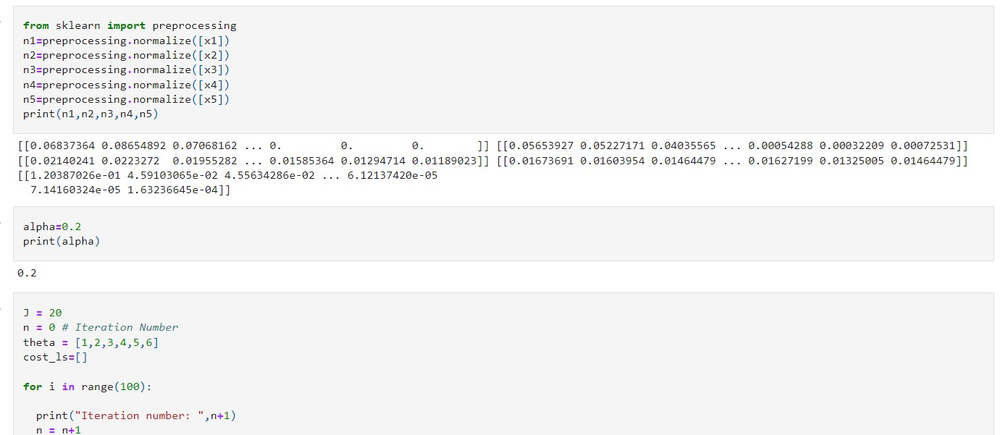 from sklearn import preprocessing
n1=preprocessing.normalize([x1])
n2=preprocessing.normalize([x2])
n3=preprocessing.normalize([x3])
n4=preprocessing.normalize([x4])
n5=preprocessing.normalize([x5])
print(n1,n2,n3,n4,n5)
[[0.06837364 0.08654892 0.07068162 ... 0.         0.         0.        ]] [[0.05653927 0.05227171 0.04035565 ... 0.00054288 0.00032209 0.00072531]]
[[0.02140241 0.0223272  0.01955282 ... 0.01585364 0.01294714 0.01189023]] [[0.01673691 0.01603954 0.01464479 ... 0.01627199 0.01325005 0.01464479]]
[[1.20387026e-01 4.59103065e-02 4.55634286e-02 ... 6.12137420e-05
  7.14160324e-05 1.63236645e-04]]
alpha=0.2
print(alpha)
0.2
J = 20
n = 0 # Iteration Number
theta = [1,2,3,4,5,6]
cost_ls=[]
for i in range(100):
  print("Iteration number: ",n+1)
  n = n+1